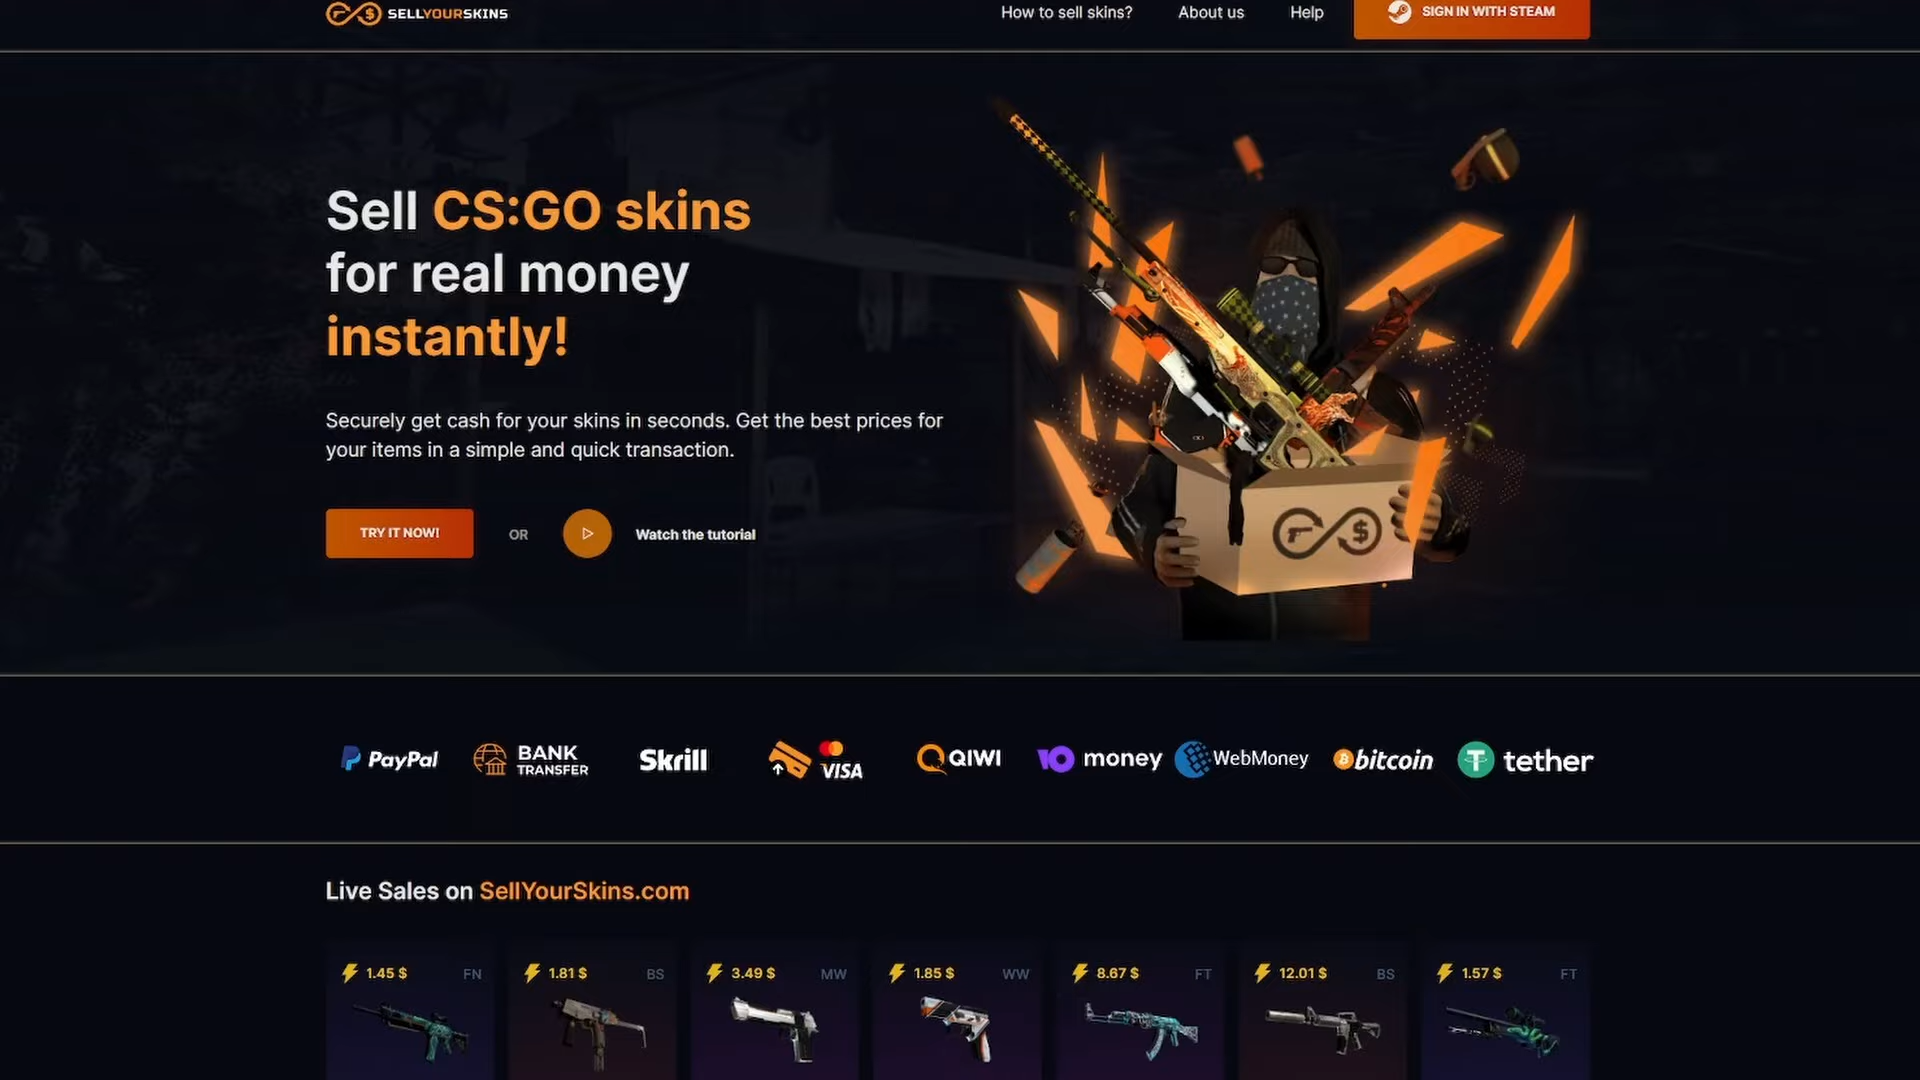 SELLYOURSKINS
How to sell skins?
About us
Help
SIGN IN WITH STEAM
Sell CS:GO skins
for real money
instantly!
Securely get cash for your skins in seconds. Get the best prices for
your items in a simple and quick transaction.
TRY IT NOW!
OR
Watch the tutorial
PayPal
BANK
TRANSFER
Skrill
VISA
QIWI
money
WebMoney
bitcoin
tether
Live Sales on SellYourSkins.com
1.45 $ FN
1.81 $ BS
3.49 $ MW
1.85 $ WW
8.67 $ FT
12.01 $ BS
1.57 $ FT